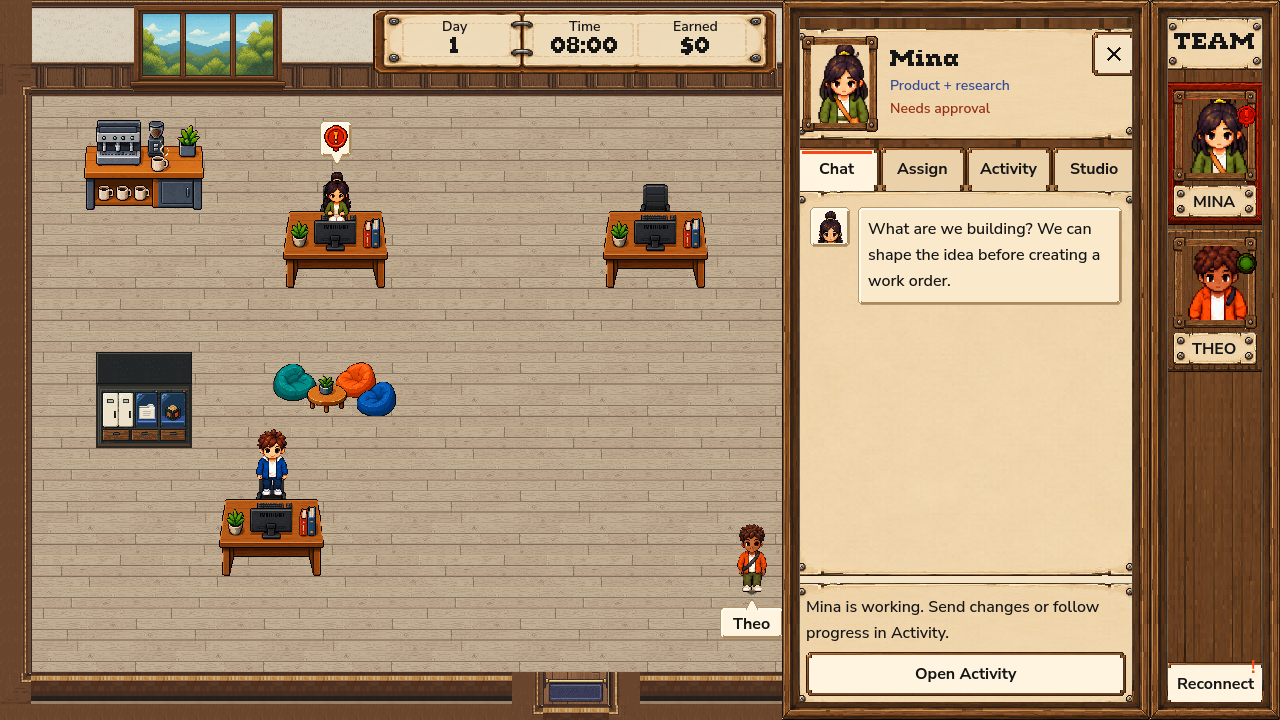 Day
1
Time
08:00
Earned
$0
Theo
Mina
Product + research
Needs approval
Chat
Assign
Activity
Studio
What are we building? We can
shape the idea before creating a
work order.
Mina is working. Send changes or follow
progress in Activity.
Open Activity
TEAM
MINA
THEO
Reconnect
!